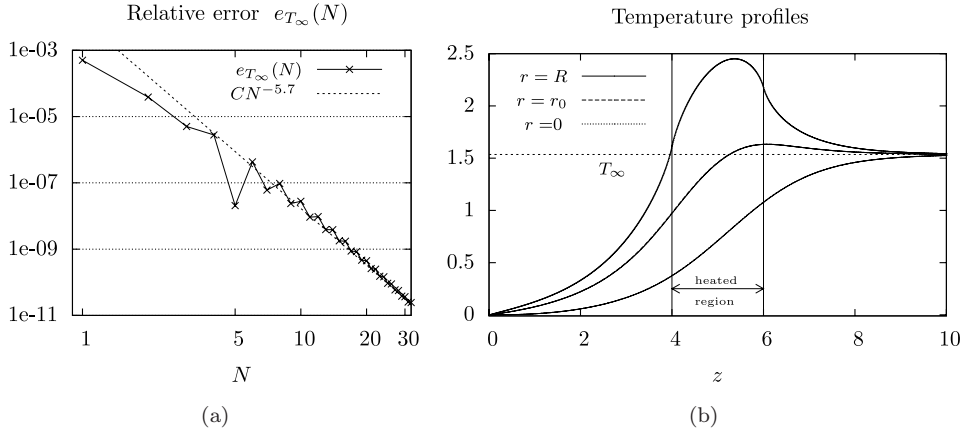 Relative error e_{T_∞}(N)
1e-03
1e-05
1e-07
1e-09
1e-11
e_{T_∞}(N)
CN^{-5.7}
1 5 10 20 30
N
(a)
Temperature profiles
2.5
2
1.5
1
0.5
0
r = R
r = r_0
r = 0
T_∞
heated
region
0 2 4 6 8 10
z
(b)